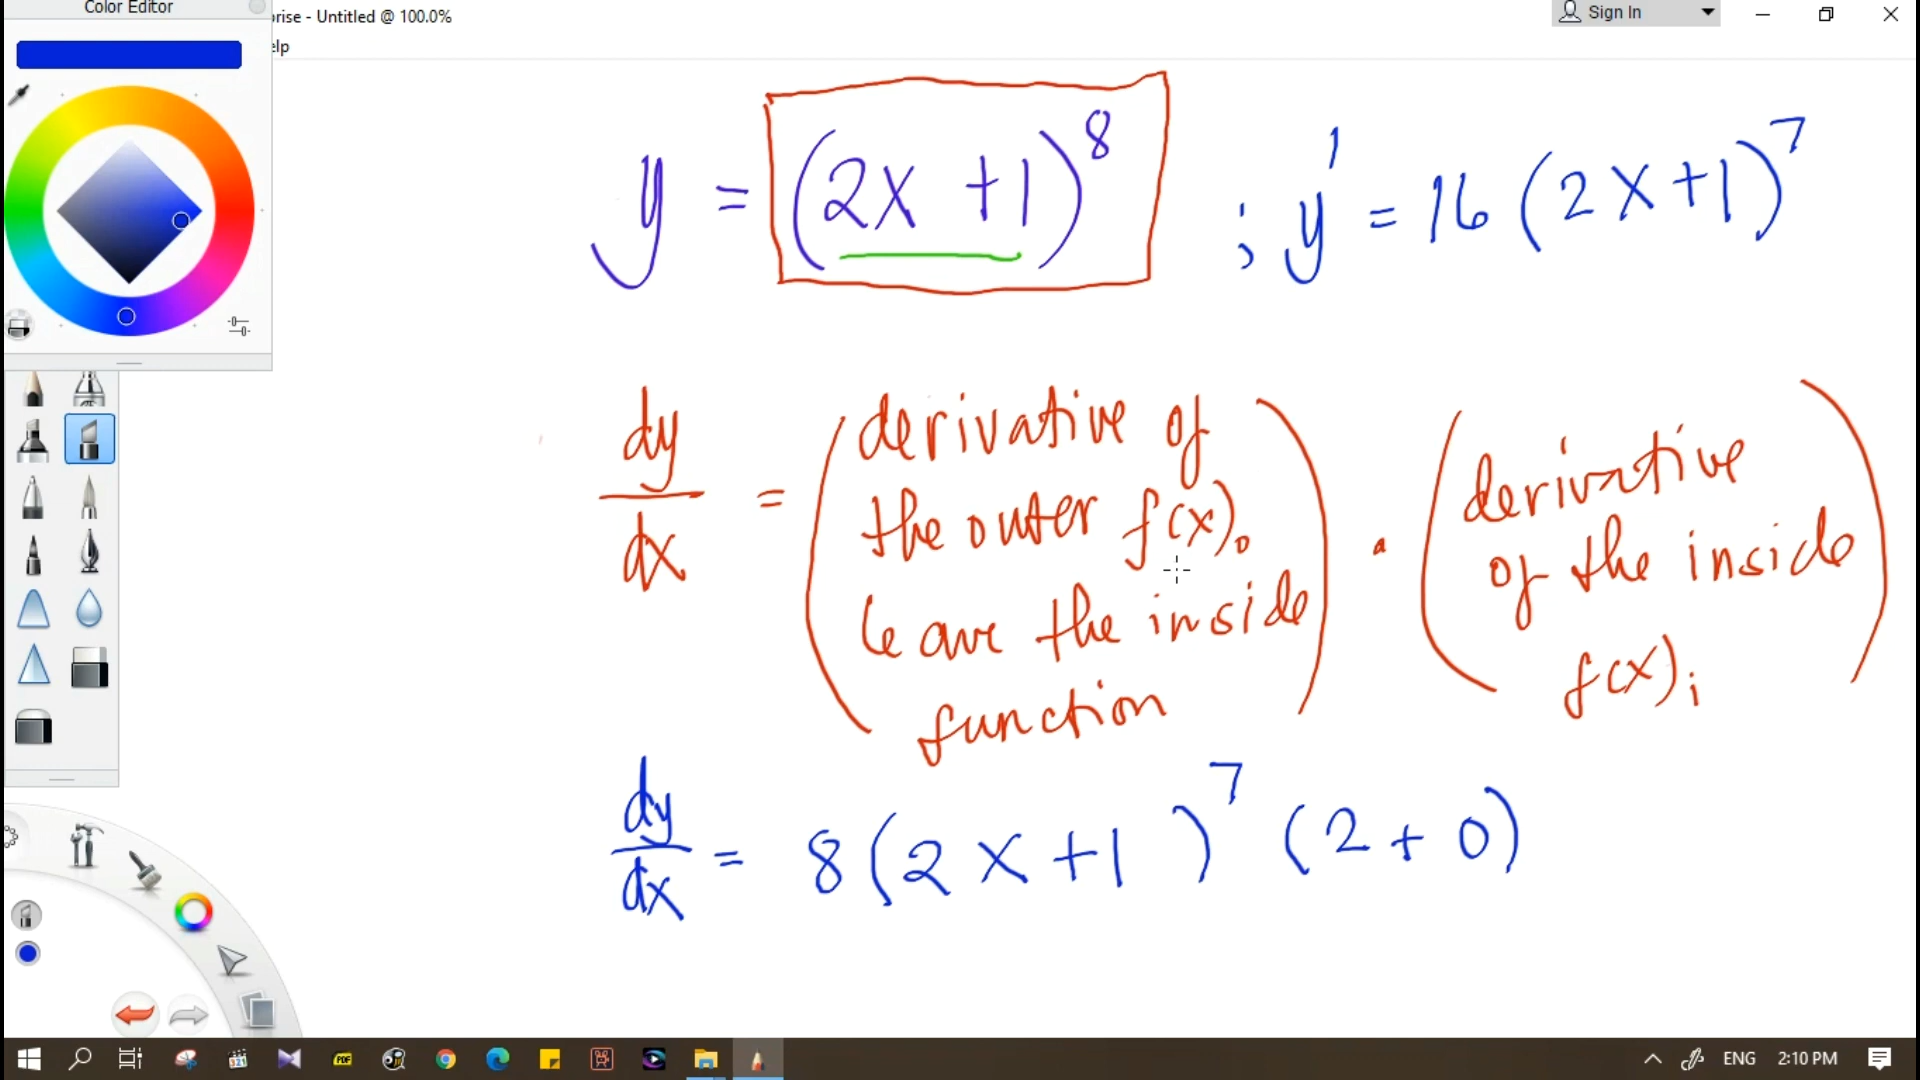 Color Editor
rise - Untitled @ 100.0%
Sign In
elp
y = (2x +1)^8 ; y' = 16 (2x+1)^7
dy/dx = (derivative of the outer f(x)o leave the inside function) · (derivative of the inside f(x)i)
dy/dx = 8(2x+1)^7 (2+0)
321
PDF
ENG 2:10 PM